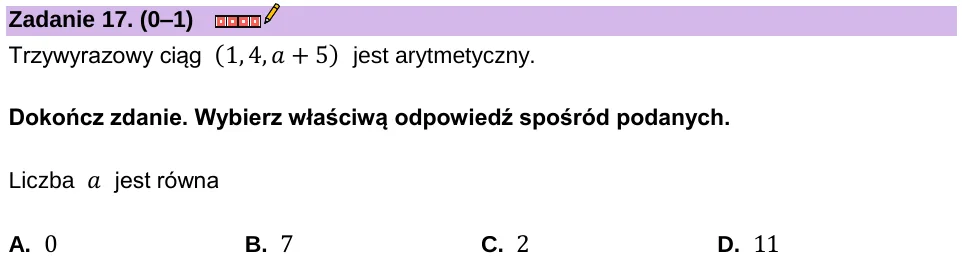 Zadanie 17. (0–1)
Trzywyrazowy ciąg (1, 4, a + 5) jest arytmetyczny.
Dokończ zdanie. Wybierz właściwą odpowiedź spośród podanych.
Liczba a jest równa
A. 0 B. 7 C. 2 D. 11